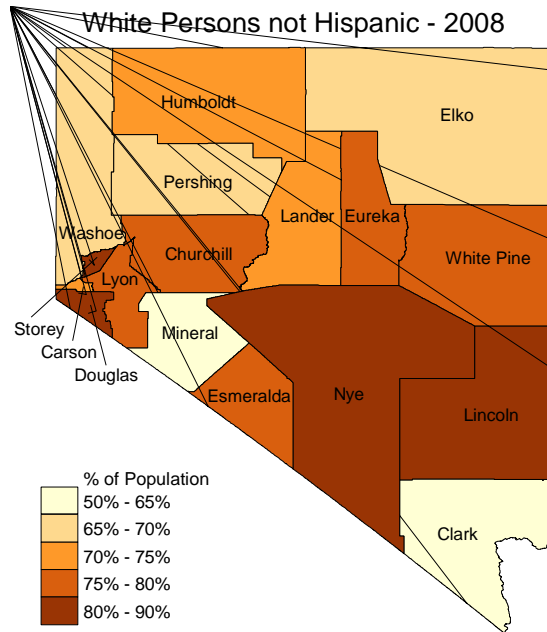 White Persons not Hispanic - 2008
Humboldt
Elko
Pershing
Lander
Eureka
Washoe
Churchill
White Pine
Lyon
Storey
Mineral
Carson
Douglas
Esmeralda
Nye
Lincoln
% of Population
50% - 65%
65% - 70%
70% - 75%
75% - 80%
80% - 90%
Clark